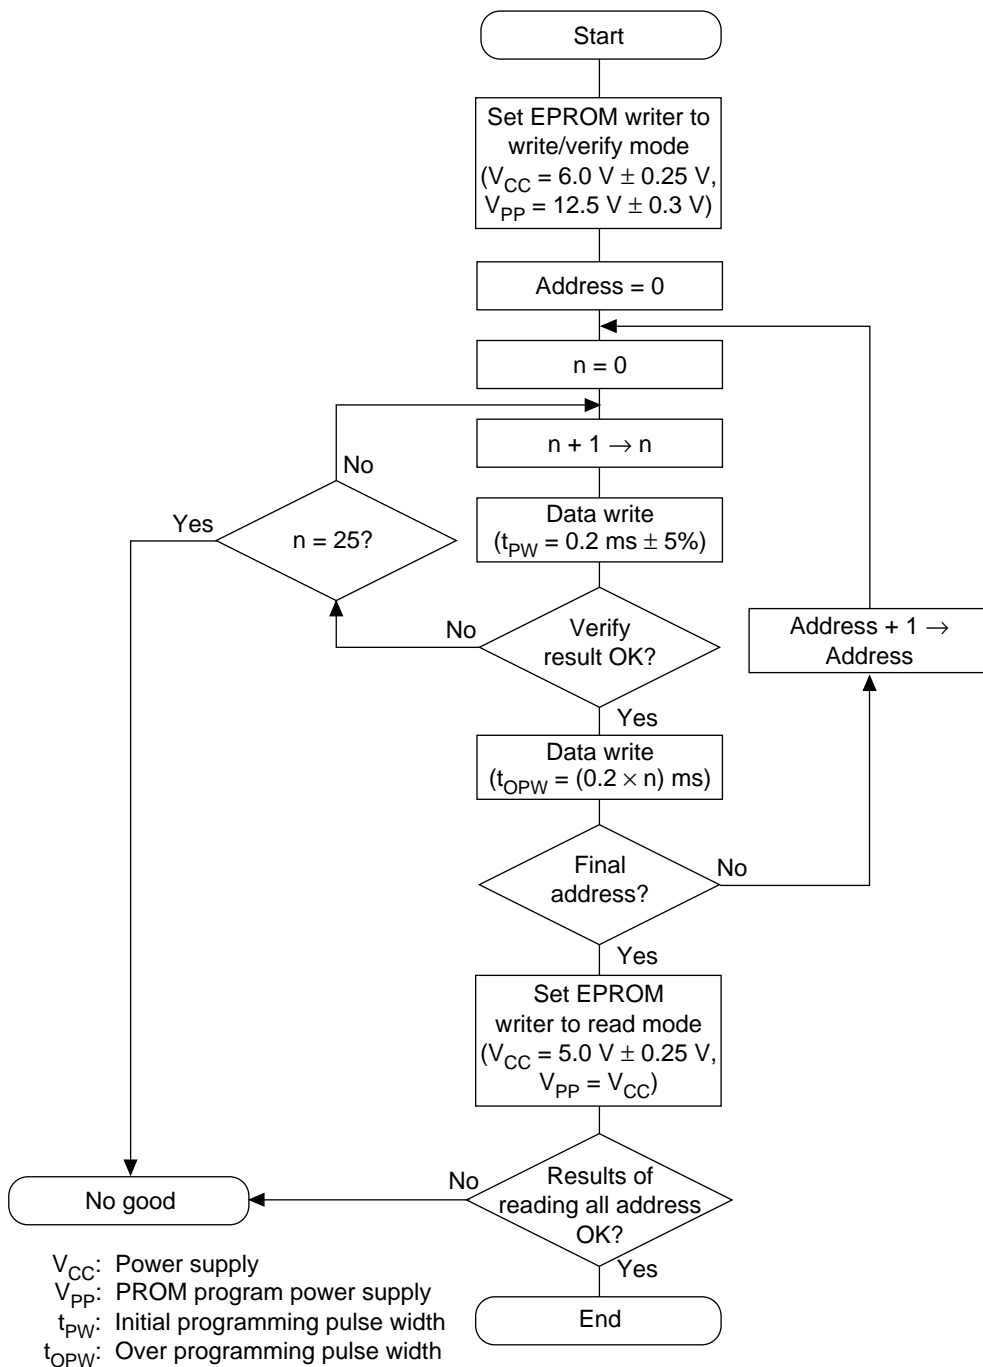 Start
Set EPROM writer to
write/verify mode
(VCC = 6.0 V ± 0.25 V,
VPP = 12.5 V ± 0.3 V)
Address = 0
n = 0
n + 1 → n
No
Data write
(tPW = 0.2 ms ± 5%)
Yes
n = 25?
No
Verify
result OK?
Address + 1 →
Address
Yes
Data write
(tOPW = (0.2 × n) ms)
Final
address?
No
Yes
Set EPROM
writer to read mode
(VCC = 5.0 V ± 0.25 V,
VPP = VCC)
No
Results of
reading all address
OK?
No good
Yes
End
VCC: Power supply
VPP: PROM program power supply
tPW: Initial programming pulse width
tOPW: Over programming pulse width